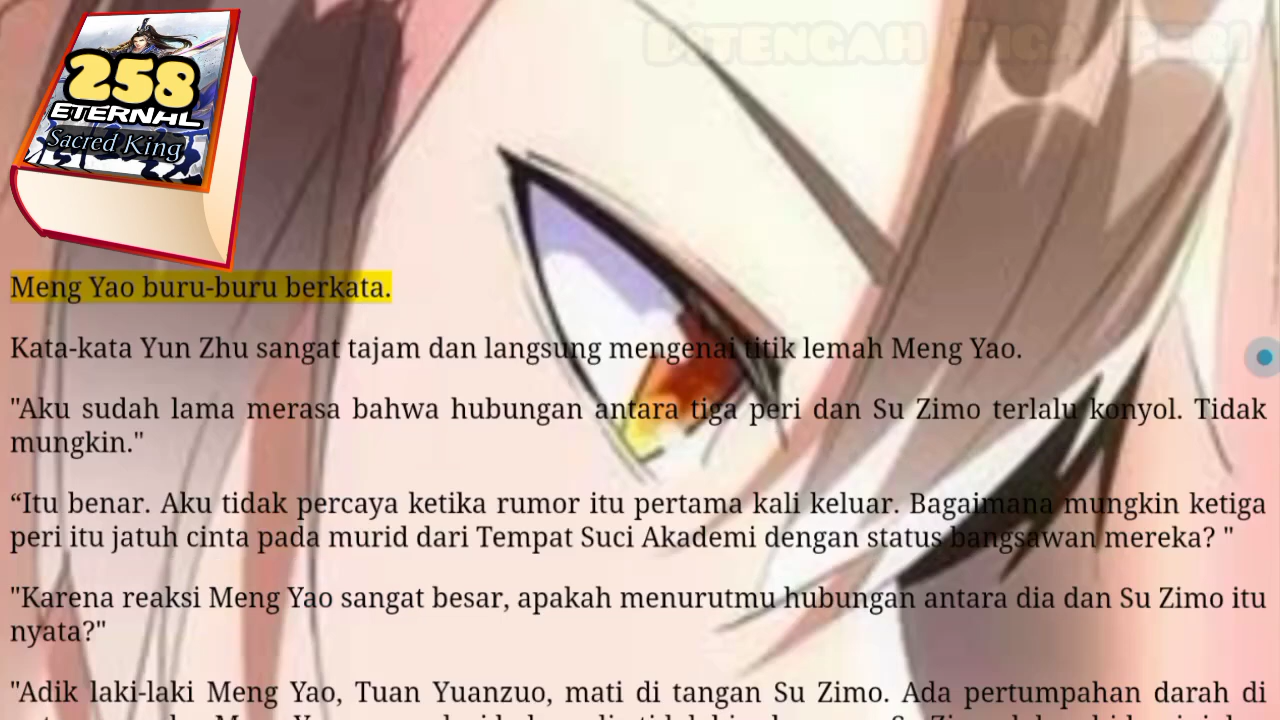 DITENGAH TIGA PERI
258
ETERNAL
Sacred King
Meng Yao buru-buru berkata.
Kata-kata Yun Zhu sangat tajam dan langsung mengenai titik lemah Meng Yao.
"Aku sudah lama merasa bahwa hubungan antara tiga peri dan Su Zimo terlalu konyol. Tidak
mungkin."
“Itu benar. Aku tidak percaya ketika rumor itu pertama kali keluar. Bagaimana mungkin ketiga
peri itu jatuh cinta pada murid dari Tempat Suci Akademi dengan status bangsawan mereka? "
"Karena reaksi Meng Yao sangat besar, apakah menurutmu hubungan antara dia dan Su Zimo itu
nyata?"
"Adik laki-laki Meng Yao, Tuan Yuanzuo, mati di tangan Su Zimo. Ada pertumpahan darah di